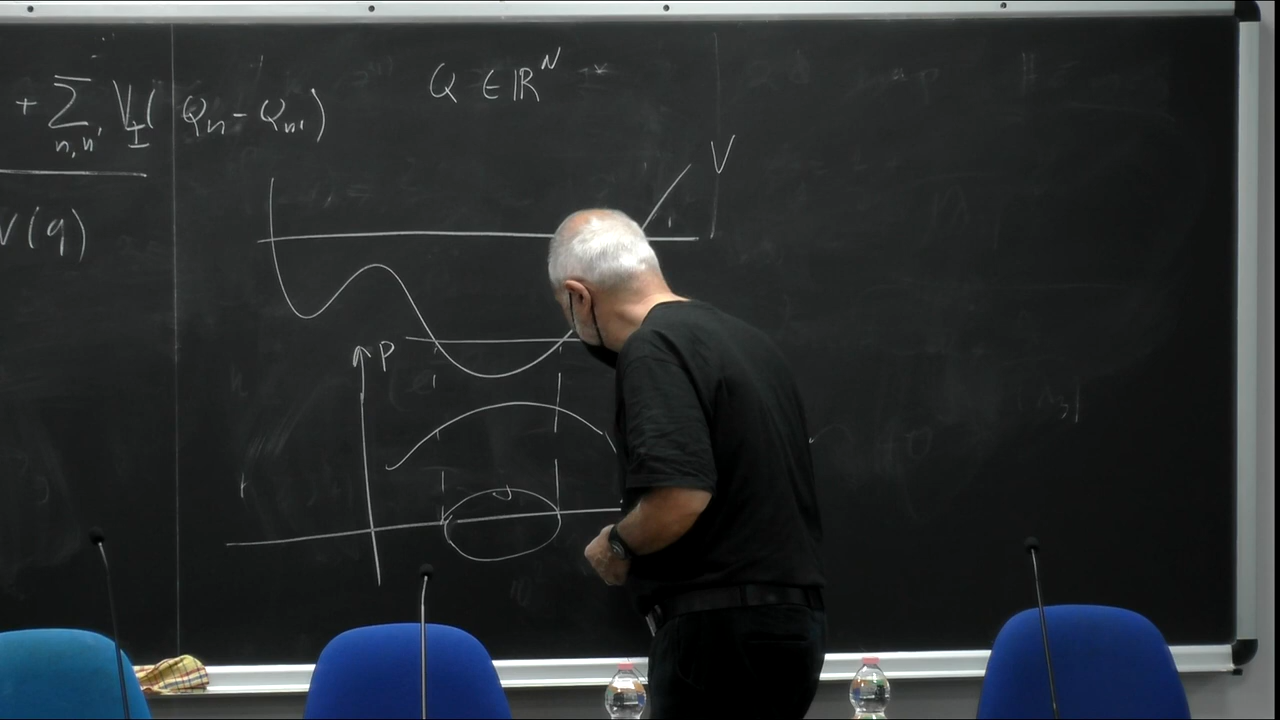 + ∑ V_I( Q_n - Q_n' )
n, n'
Q ∈ ℝ^N
V
V(q)
P